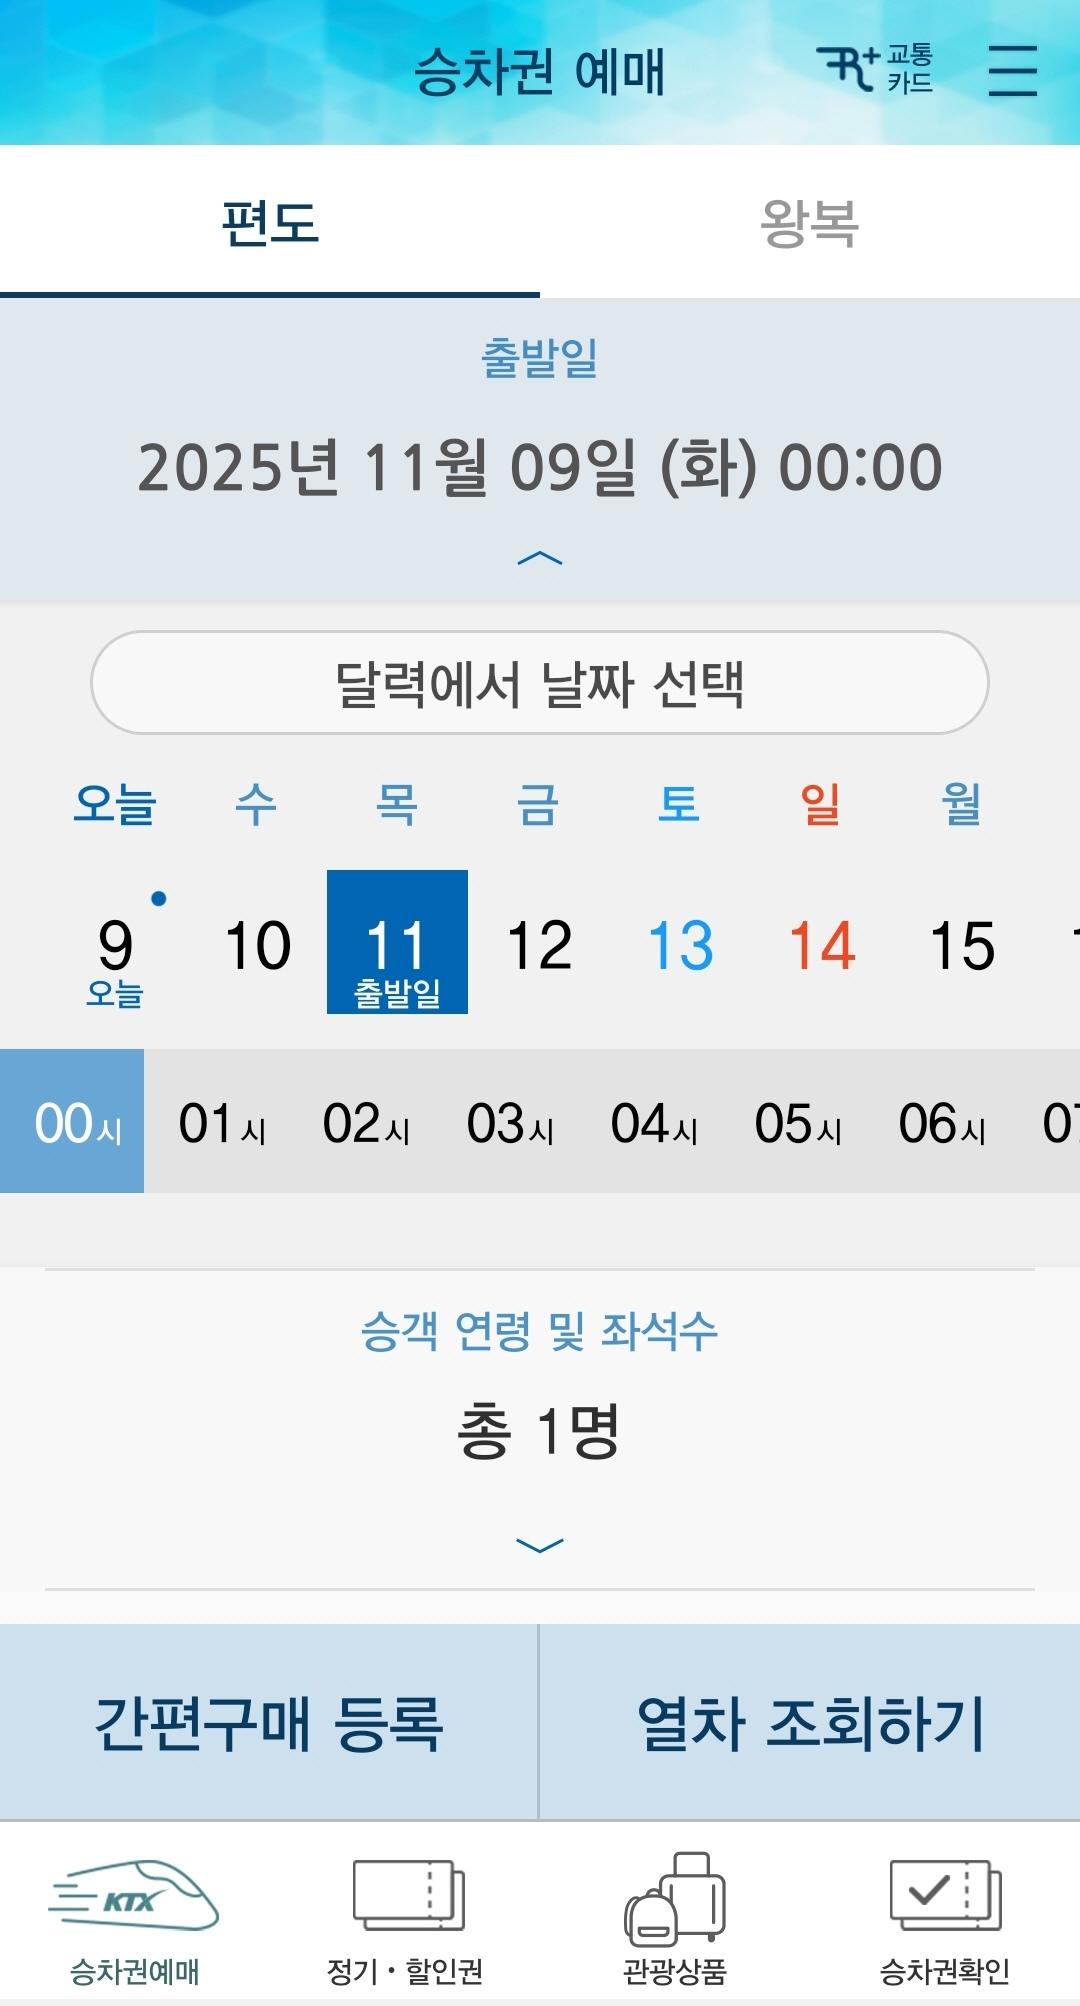 승차권 예매
교통
카드
편도
왕복
출발일
2025년 11월 09일 (화) 00:00
달력에서 날짜 선택
오늘 수 목 금 토 일 월
9 10 11 12 13 14 15
오늘 출발일
00시 01시 02시 03시 04시 05시 06시 07
승객 연령 및 좌석수
총 1명
간편구매 등록
열차 조회하기
KTX
승차권예매 정기·할인권 관광상품 승차권확인